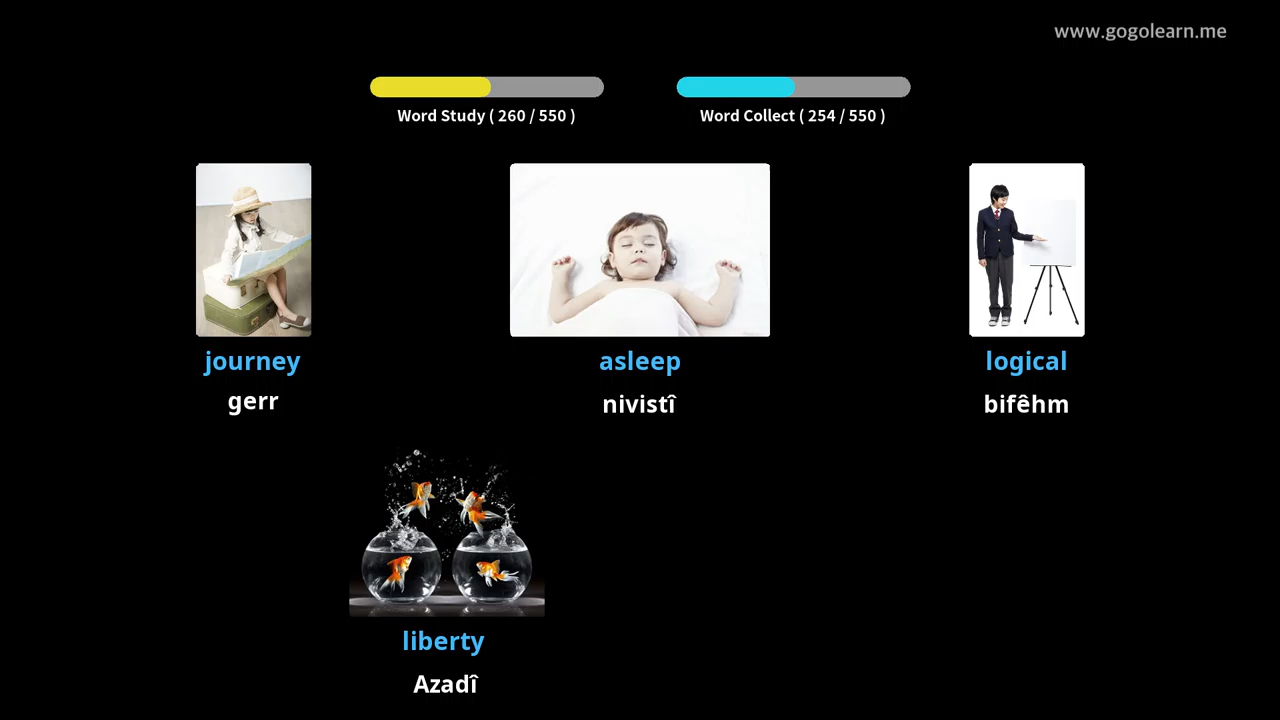 www.gogolearn.me
Word Study ( 260 / 550 )
Word Collect ( 254 / 550 )
journey
asleep
logical
gerr
nivistî
bifêhm
liberty
Azadî